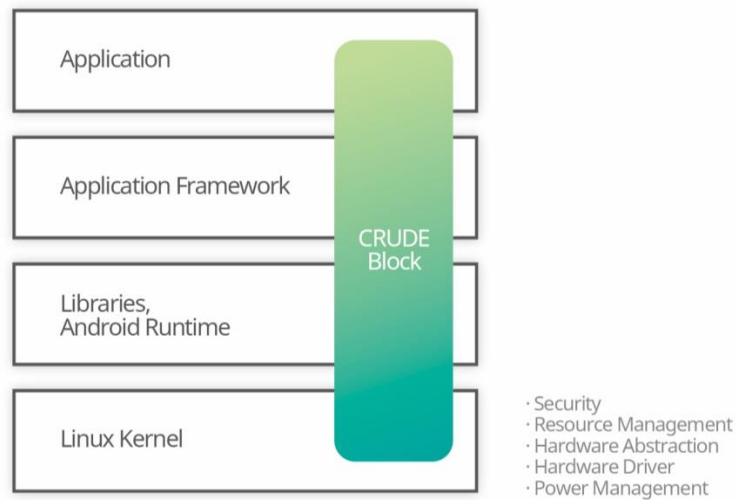 Application
Application Framework
CRUDE
Block
Libraries,
Android Runtime
Linux Kernel
· Security
· Resource Management
· Hardware Abstraction
· Hardware Driver
· Power Management